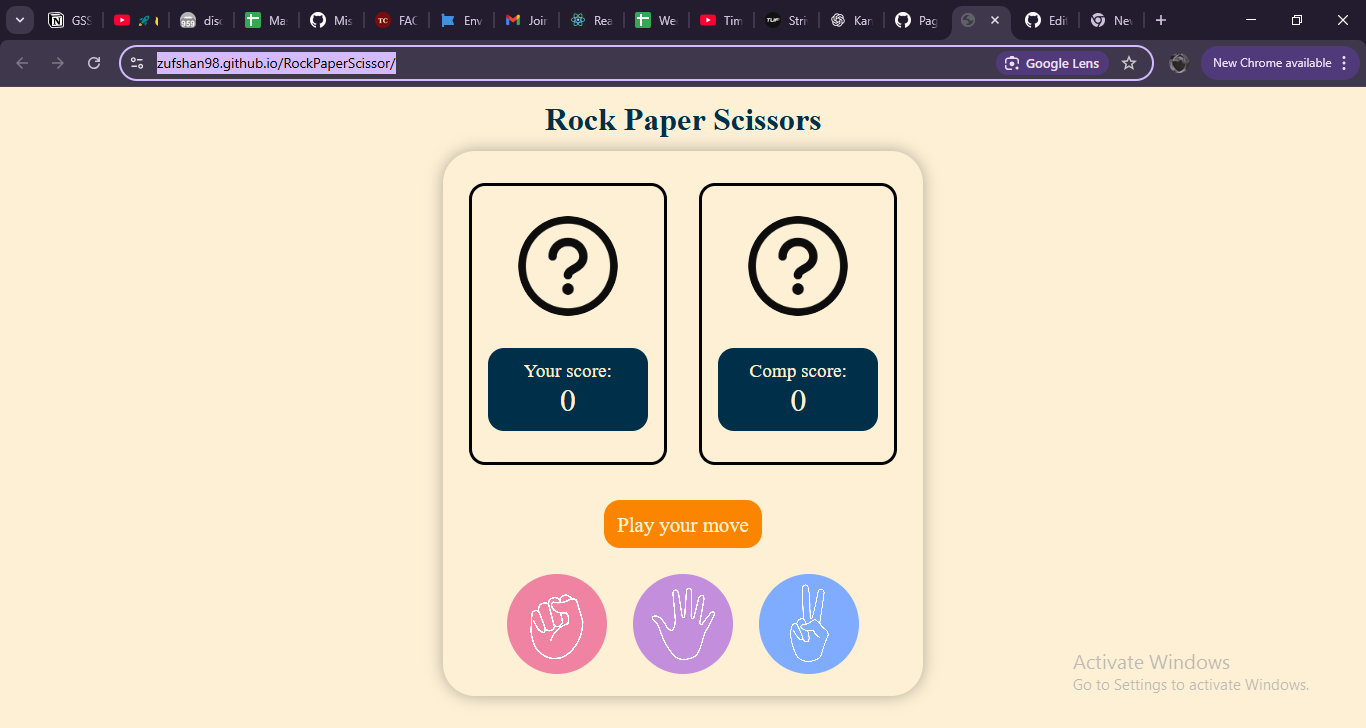 GSS
disc
Ma
Mis
FAC
Env
Join
Rea
We
Tim
Stri
Kan
Pag
Edit
Nev
zufshan98.github.io/RockPaperScissor/
Google Lens
New Chrome available
Rock Paper Scissors
Your score:
0
Comp score:
0
Play your move
Activate Windows
Go to Settings to activate Windows.